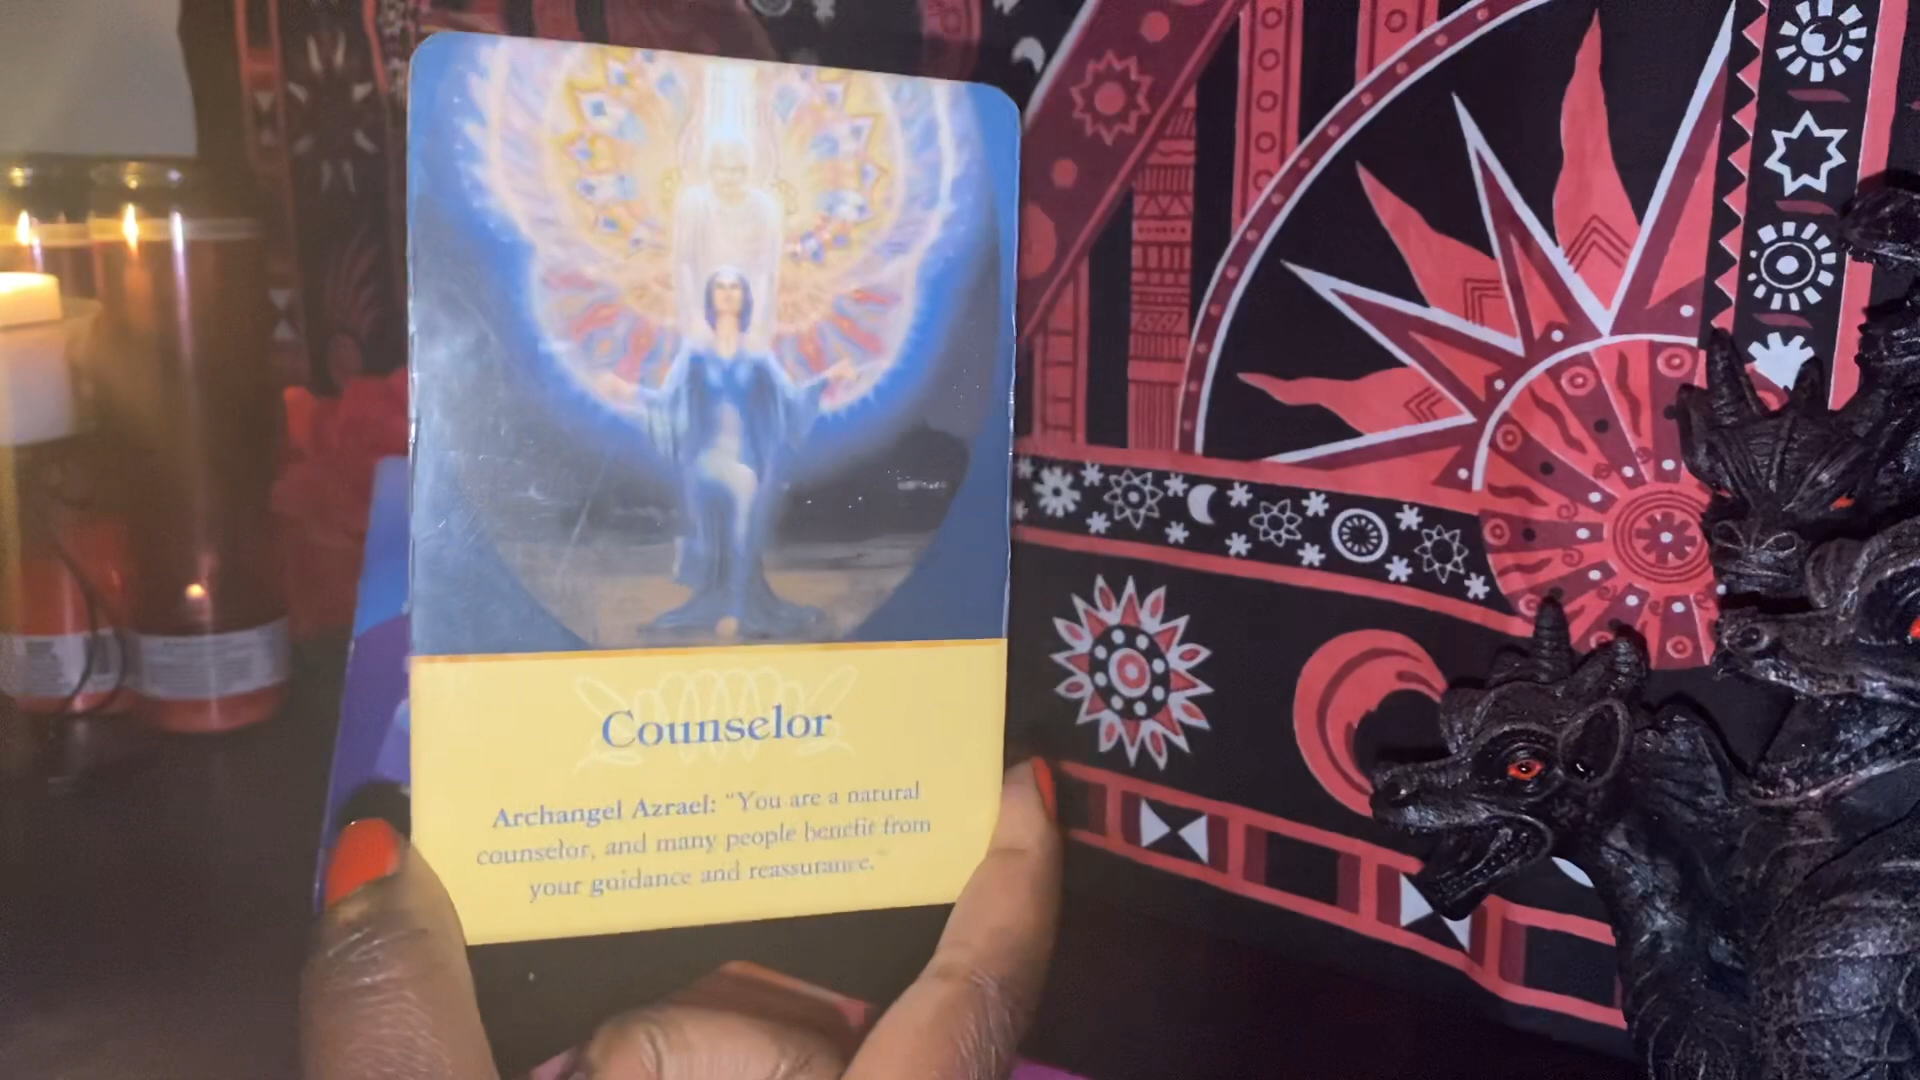 Counselor
Archangel Azrael: "You are a natural
counselor, and many people benefit from
your guidance and reassurance."